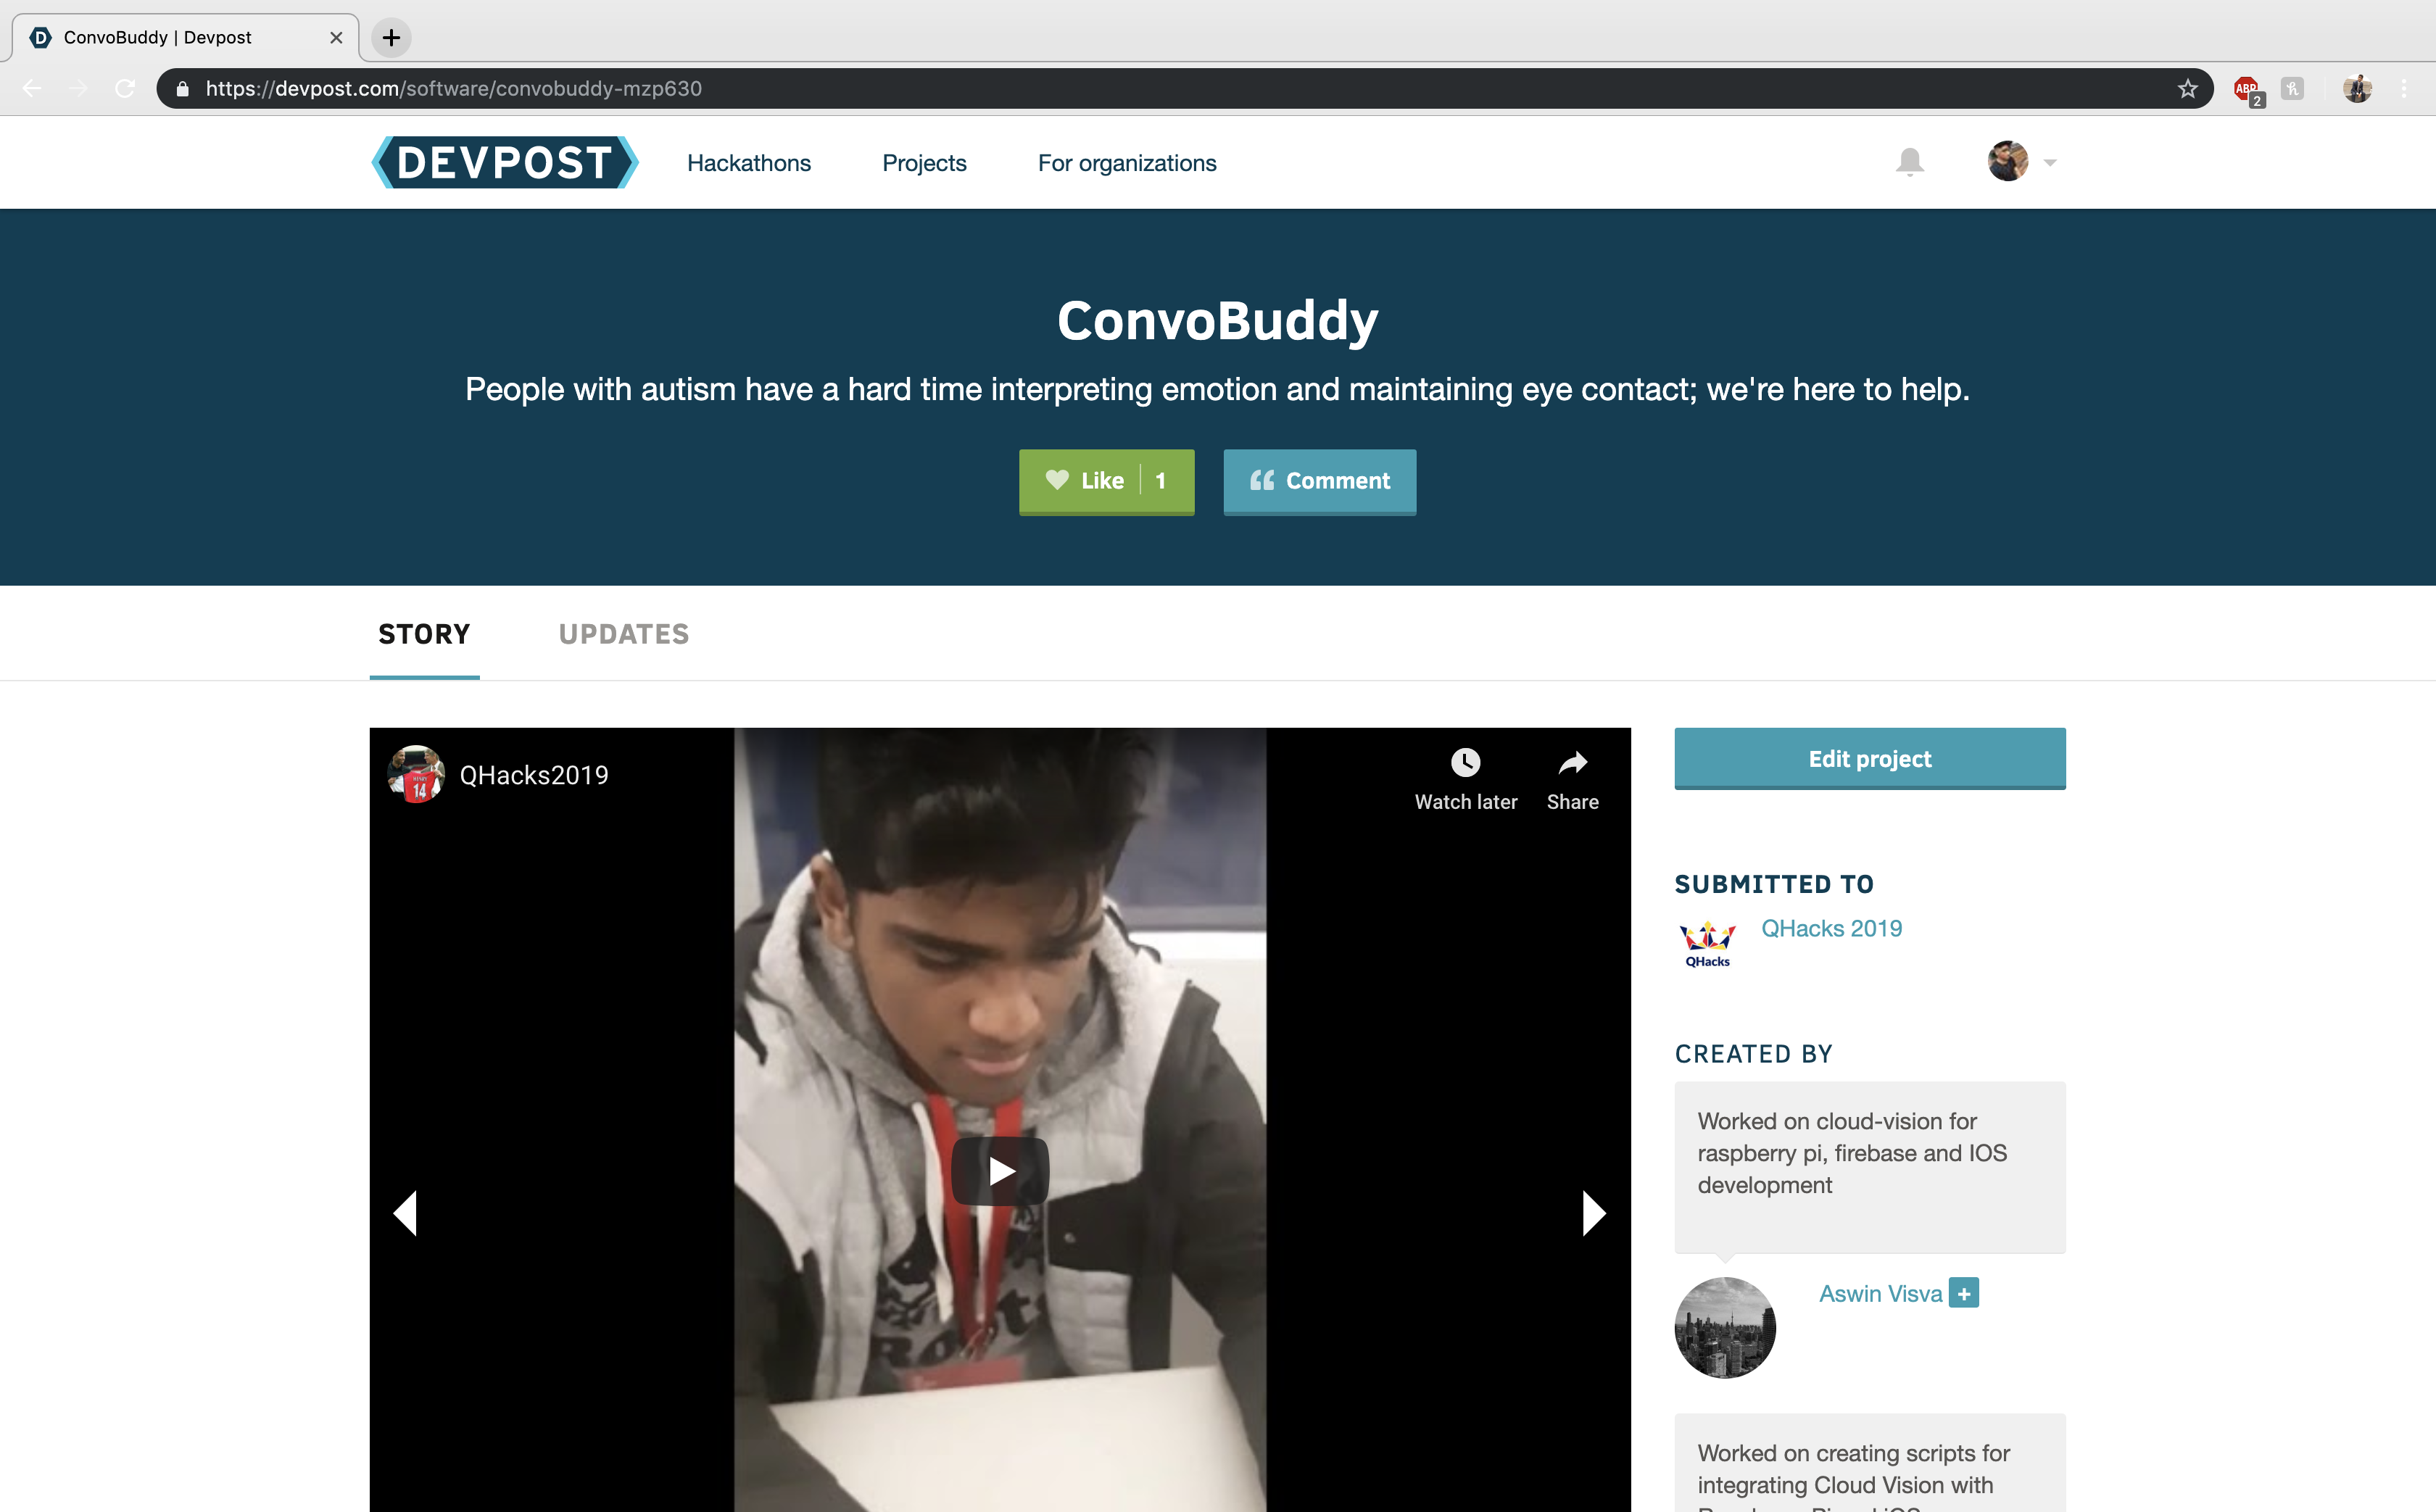 ConvoBuddy | Devpost
https://devpost.com/software/convobuddy-mzp630
ABP
2
DEVPOST
Hackathons
Projects
For organizations
ConvoBuddy
People with autism have a hard time interpreting emotion and maintaining eye contact; we're here to help.
Like 1
Comment
STORY
UPDATES
14
QHacks2019
Watch later
Share
Edit project
SUBMITTED TO
QHacks
QHacks 2019
CREATED BY
Worked on cloud-vision for
raspberry pi, firebase and IOS
development
Aswin Visva
Worked on creating scripts for
integrating Cloud Vision with